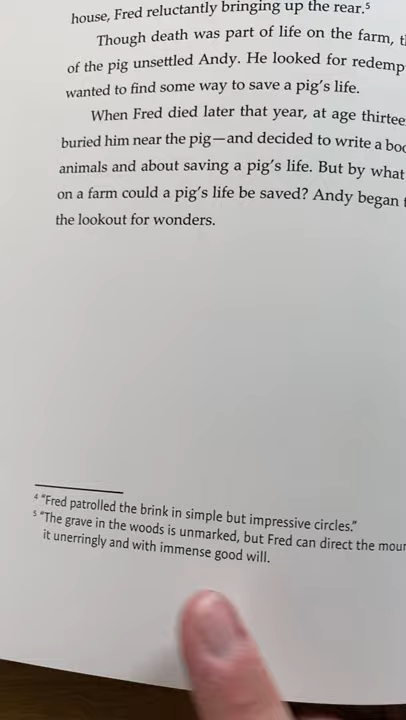 house, Fred reluctantly bringing up the rear.⁵
Though death was part of life on the farm,
of the pig unsettled Andy. He looked for
wanted to find some way to save a pig's life.
When Fred died later that year, at age
buried him near the pig—and decided to write a
animals and about saving a pig's life. But by what
on a farm could a pig's life be saved? Andy began
the lookout for wonders.
⁴ "Fred patrolled the brink in simple but impressive circles."
⁵ "The grave in the woods is unmarked, but Fred can direct the
it unerringly and with immense good will.